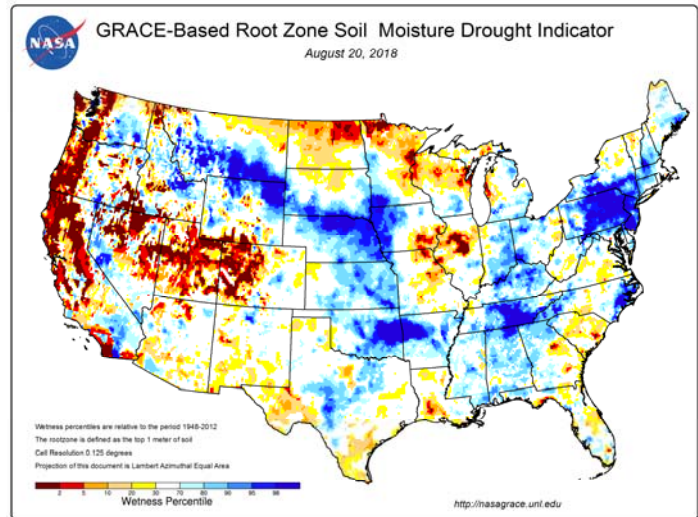 NASA
GRACE-Based Root Zone Soil Moisture Drought Indicator
August 20, 2018
Wetness percentiles are relative to the period 1948-2012
The rootzone is defined as the top 1 meter of soil
Cell Resolution 0.125 degrees
Projection of this document is Lambert Azimuthal Equal Area
2 5 10 20 30 70 80 90 95 98
Wetness Percentile
http://nasagrace.unl.edu